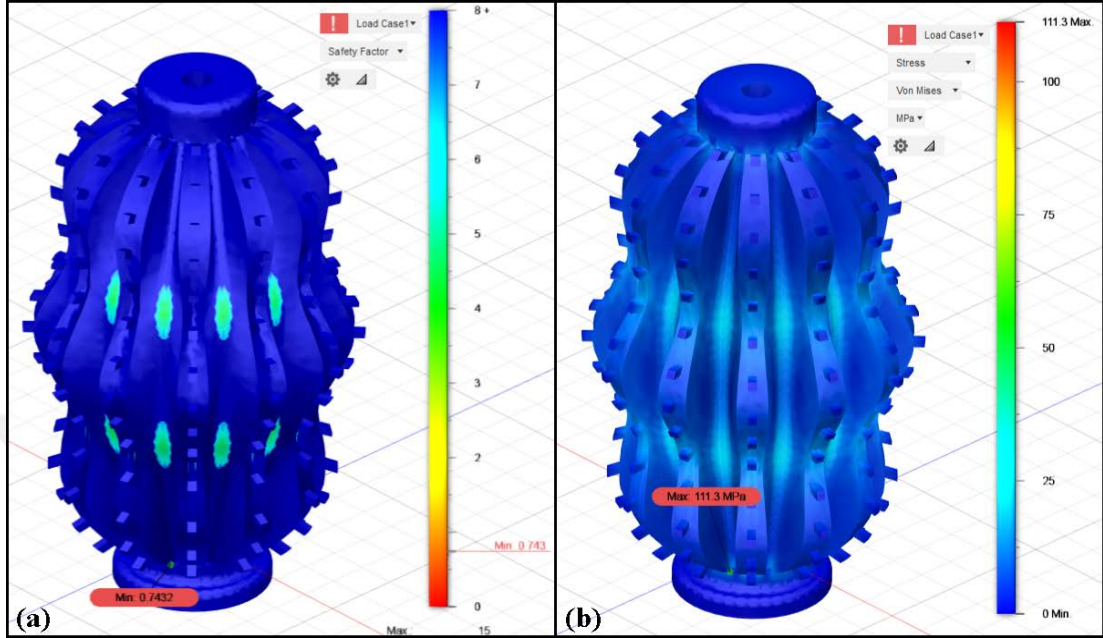 Load Case1
Safety Factor
8 +
7
6
5
4
3
2
Min. 0.743
0
Min: 0.7432
Max.: 15
(a)
Load Case1
Stress
Von Mises
MPa
111.3 Max.
100
75
50
25
0 Min.
Max: 111.3 MPa
(b)